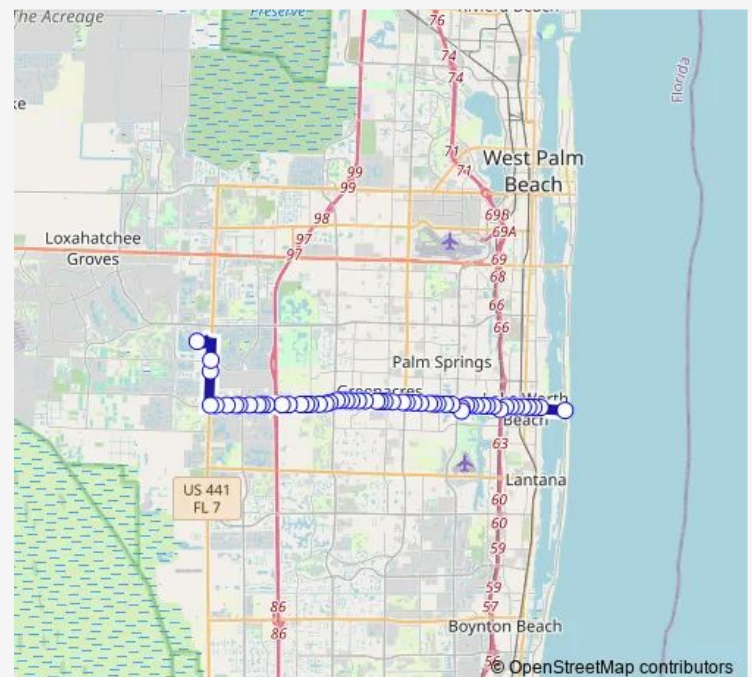 The Acreage
Preserve
Riviera Beach
76
74
74
ke
Florida
71
71
West Palm
Beach
99
99
98
69B
69A
97
97
Loxahatchee
Groves
69
68
66
66
Palm Springs
Greenacres
Lake Worth
Beach
63
US 441
FL 7
Lantana
60
60
59
59
57
86
86
Boynton Beach
56
© OpenStreetMap contributors